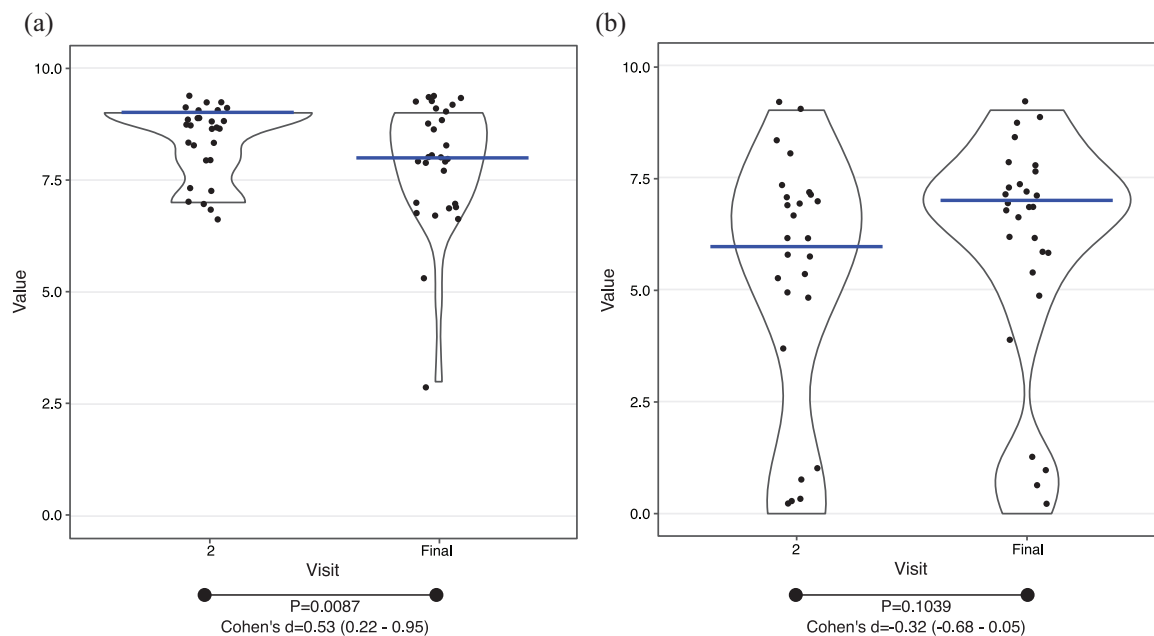 (a)
10.0
7.5
5.0
2.5
0.0
Value
2
Final
Visit
P=0.0087
Cohen's d=0.53 (0.22 - 0.95)
(b)
10.0
7.5
5.0
2.5
0.0
Value
2
Final
Visit
P=0.1039
Cohen's d=-0.32 (-0.68 - 0.05)